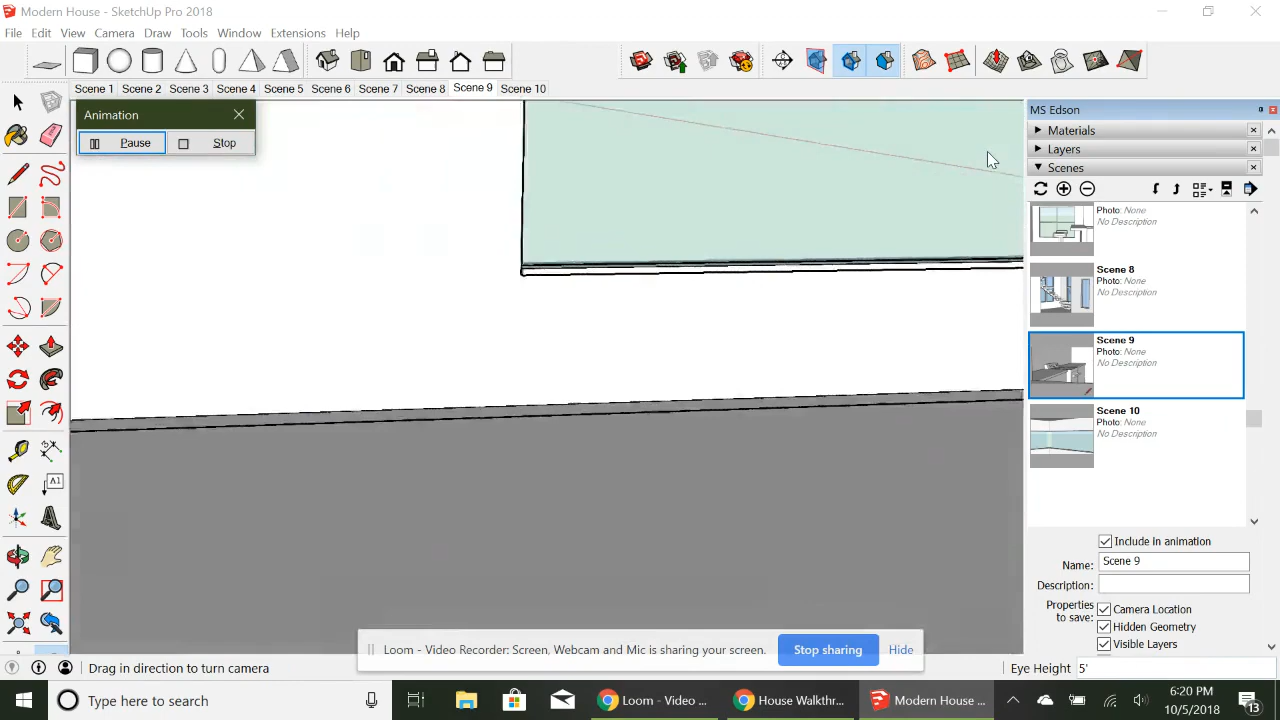 Modern House - SketchUp Pro 2018
File Edit View Camera Draw Tools Window Extensions Help
Scene 1 Scene 2 Scene 3 Scene 4 Scene 5 Scene 6 Scene 7 Scene 8 Scene 9 Scene 10
Animation
Pause Stop
MS Edson
Materials
Layers
Scenes
Photo: None
No Description
Scene 8
Photo: None
No Description
Scene 9
Photo: None
No Description
Scene 10
Photo: None
No Description
Include in animation
Name: Scene 9
Description:
Properties
to save:
Camera Location
Hidden Geometry
Visible Layers
A1
Loom - Video Recorder: Screen, Webcam and Mic is sharing your screen. Stop sharing Hide
Drag in direction to turn camera
Eye Height 5'
Type here to search
Loom - Video ...
House Walkthr...
Modern House ...
6:20 PM
10/5/2018
13